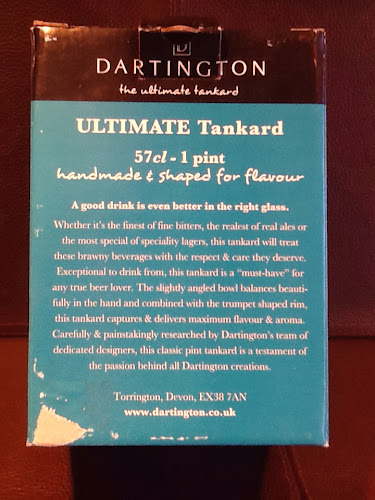 D
DARTINGTON
the ultimate tankard
ULTIMATE Tankard
57cl - 1 pint
handmade & shaped for flavour
A good drink is even better in the right glass.
Whether it's the finest of fine bitters, the realest of real ales or
the most special of speciality lagers, this tankard will treat
these brawny beverages with the respect & care they deserve.
Exceptional to drink from, this tankard is a "must-have" for
any true beer lover. The slightly angled bowl balances beauti-
fully in the hand and combined with the trumpet shaped rim,
this tankard captures & delivers maximum flavour & aroma.
Carefully & painstakingly researched by Dartington's team of
dedicated designers, this classic pint tankard is a testament of
the passion behind all Dartington creations.
Torrington, Devon, EX38 7AN
www.dartington.co.uk